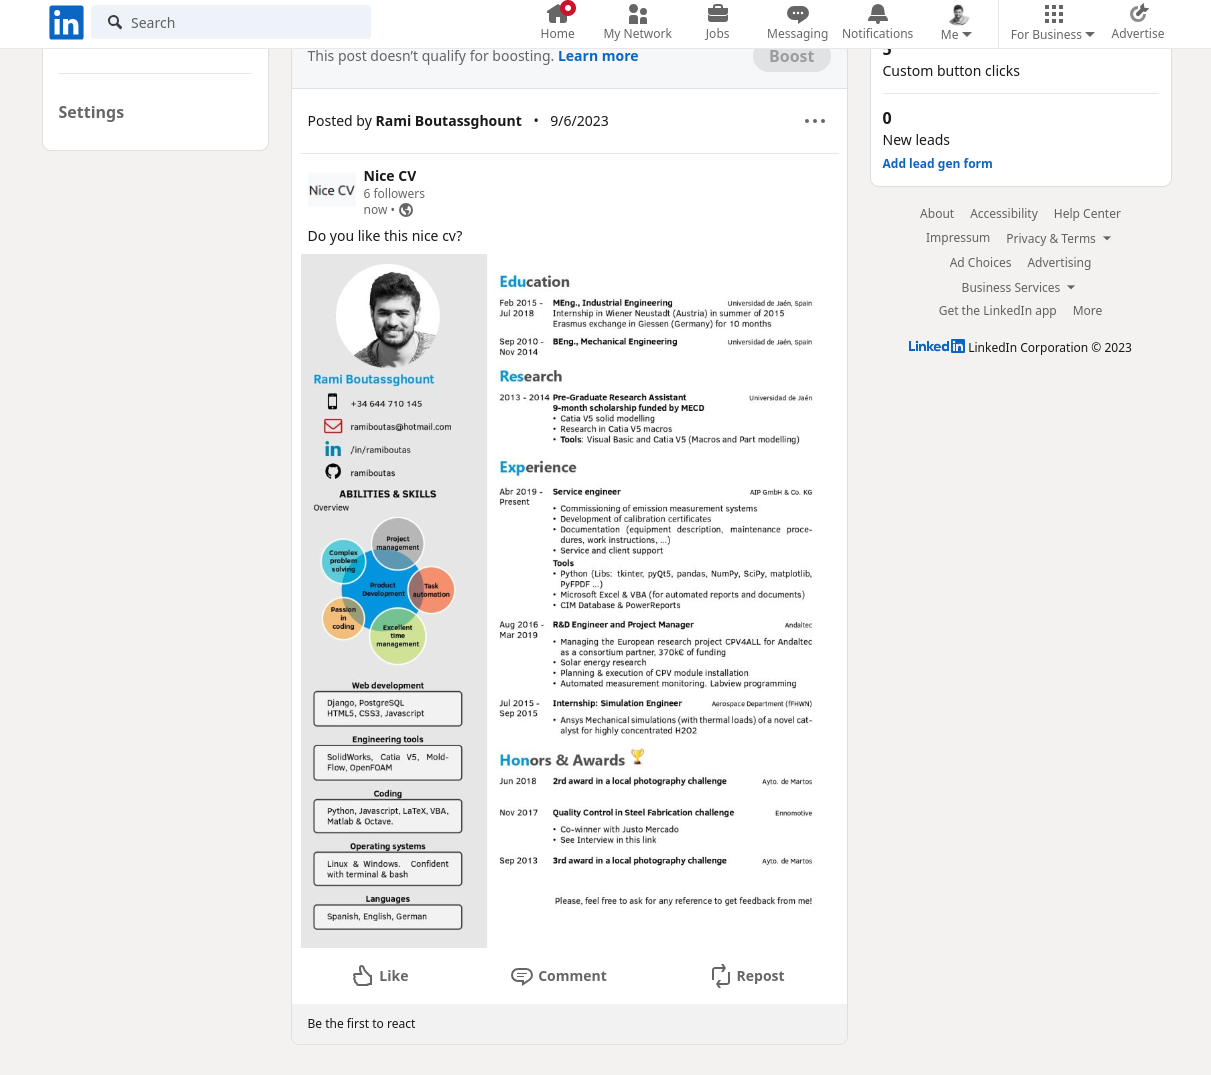 in Search Home My Network Jobs Messaging Notifications Me For Business Advertise
Settings
This post doesn’t qualify for boosting. Learn more Boost
Posted by Rami Boutassghount • 9/6/2023
Nice CV
Nice CV
6 followers
now •
Do you like this nice cv?
Rami Boutassghount
+34 644 710 145
ramiboutas@hotmail.com
in /in/ramiboutas
ramiboutas
ABILITIES & SKILLS
Overview
Project
management
Complex
problem
solving
Product
Development
Task
automation
Passion
in
coding
Excellent
time
management
Web development
Django, PostgreSQL
HTML5, CSS3, Javascript
Engineering tools
SolidWorks, Catia V5, Mold-
Flow, OpenFOAM
Coding
Python, Javascript, LaTeX, VBA,
Matlab & Octave.
Operating systems
Linux & Windows. Confident
with terminal & bash
Languages
Spanish, English, German
Education
Feb 2015 - MEng., Industrial Engineering Universidad de Jaén, Spain
Jul 2018 Internship in Wiener Neustadt (Austria) in summer of 2015
Erasmus exchange in Giessen (Germany) for 10 months
Sep 2010 - BEng., Mechanical Engineering Universidad de Jaén, Spain
Nov 2014
Research
2013 - 2014 Pre-Graduate Research Assistant Universidad de Jaén
9-month scholarship funded by MECD
• Catia V5 solid modelling
• Research in Catia V5 macros
• Tools: Visual Basic and Catia V5 (Macros and Part modelling)
Experience
Abr 2019 - Service engineer AIP GmbH & Co. KG
Present
• Commissioning of emission measurement systems
• Development of calibration certificates
• Documentation (equipment description, maintenance proce-
dures, work instructions, ...)
• Service and client support
Tools
• Python (Libs: tkinter, pyQt5, pandas, NumPy, SciPy, matplotlib,
PyFPDF ...)
• Microsoft Excel & VBA (for automated reports and documents)
• CIM Database & PowerReports
Aug 2016 - R&D Engineer and Project Manager Andaltec
Mar 2019
• Managing the European research project CPV4ALL for Andaltec
as a consortium partner, 370k€ of funding
• Solar energy research
• Planning & execution of CPV module installation
• Automated measurement monitoring. Labview programming
Jul 2015 - Internship: Simulation Engineer Aerospace Department (fFHWN)
Sep 2015
• Ansys Mechanical simulations (with thermal loads) of a novel cat-
alyst for highly concentrated H2O2
Honors & Awards
Jun 2018 2rd award in a local photography challenge Ayto. de Martos
Nov 2017 Quality Control in Steel Fabrication challenge Ennomotive
• Co-winner with Justo Mercado
• See Interview in this link
Sep 2013 3rd award in a local photography challenge Ayto. de Martos
Please, feel free to ask for any reference to get feedback from me!
Like Comment Repost
Be the first to react
Custom button clicks
0
New leads
Add lead gen form
About Accessibility Help Center
Impressum Privacy & Terms
Ad Choices Advertising
Business Services
Get the LinkedIn app More
LinkedIn LinkedIn Corporation © 2023